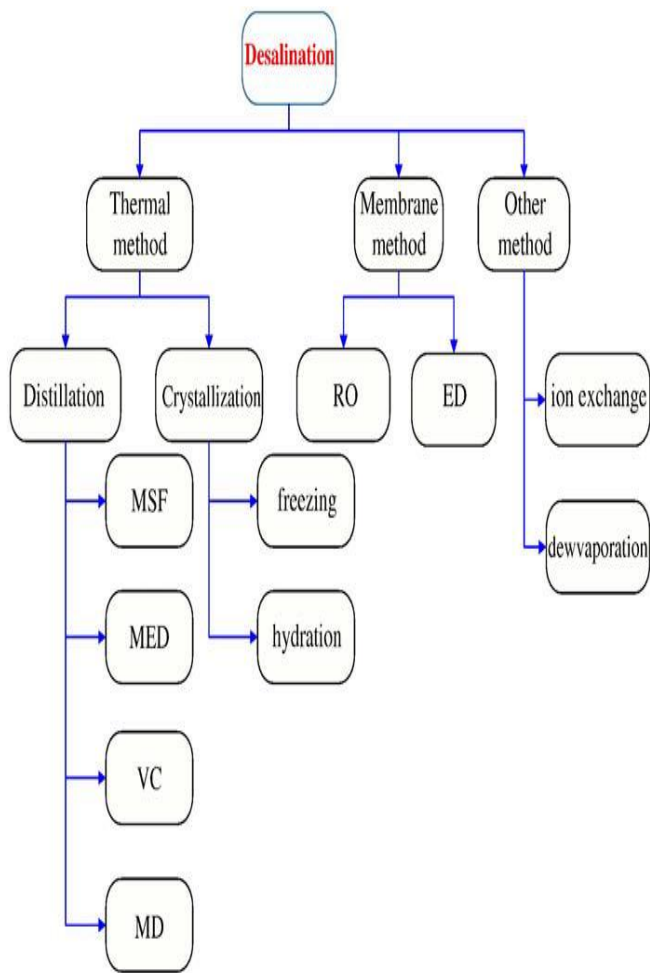 Desalination
Thermal
method
Membrane
method
Other
method
Distillation
Crystallization
RO
ED
ion exchange
MSF
freezing
dewvaporation
MED
hydration
VC
MD